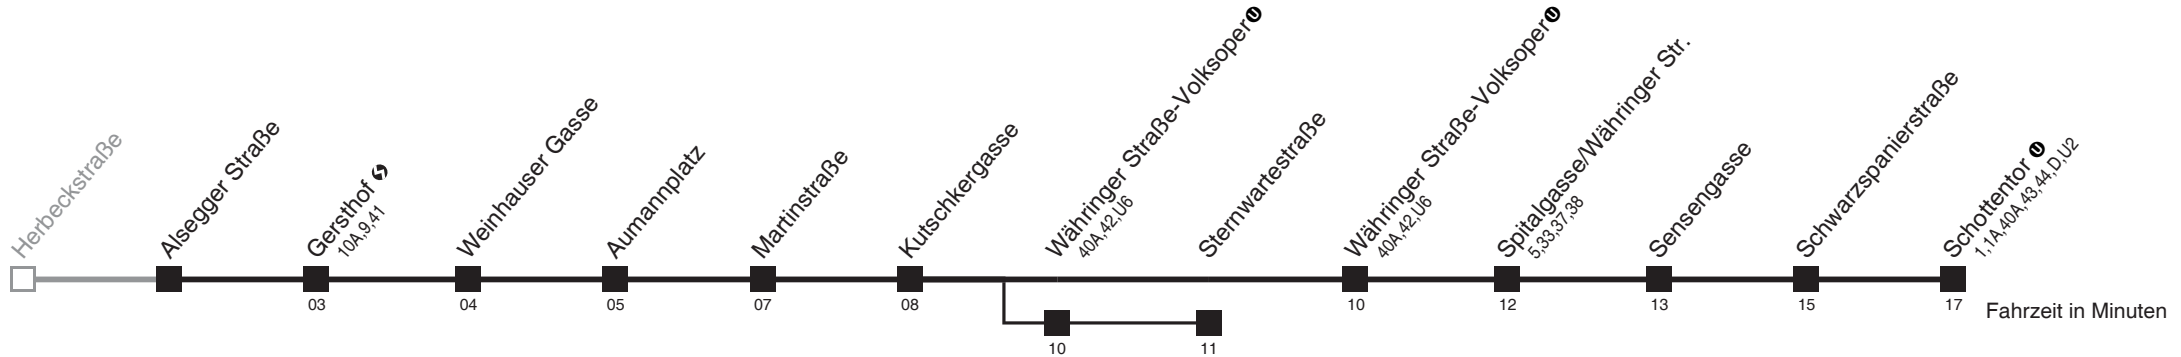 Herbeckstraße
Alsegger Straße
Gersthof
10A,9,41
Weinhauser Gasse
Aumannplatz
Martinstraße
Kutschkergasse
Währinger Straße-Volksoper U
40A,42,U6
Sternwartestraße
Währinger Straße-Volksoper U
40A,42,U6
Spitalgasse/Währinger Str.
5,33,37,38
Sensengasse
Schwarzspanierstraße
Schottentor U
1,1A,40A,43,44,D,U2
03
04
05
07
08
10
12
13
15
17
Fahrzeit in Minuten
10
11